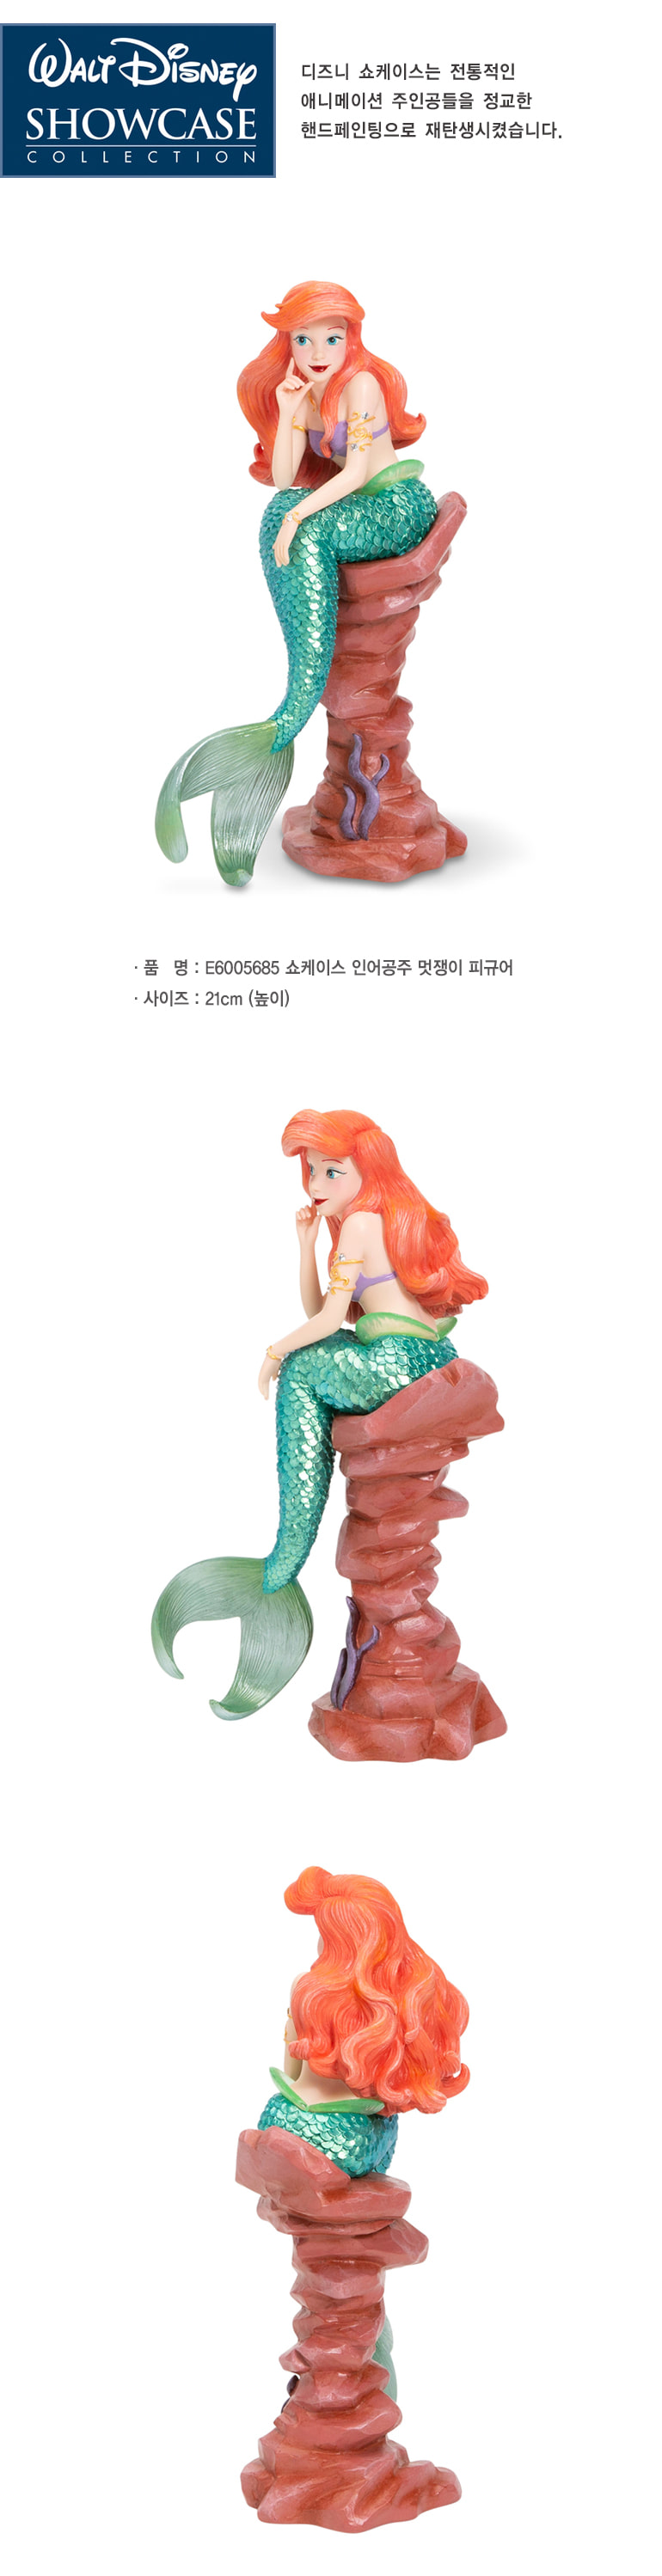 WALT DISNEY
SHOWCASE
COLLECTION
디즈니 쇼케이스는 전통적인
애니메이션 주인공들을 정교한
핸드페인팅으로 재탄생시켰습니다.
· 품 명 : E6005685 쇼케이스 인어공주 멋쟁이 피규어
· 사이즈 : 21cm (높이)